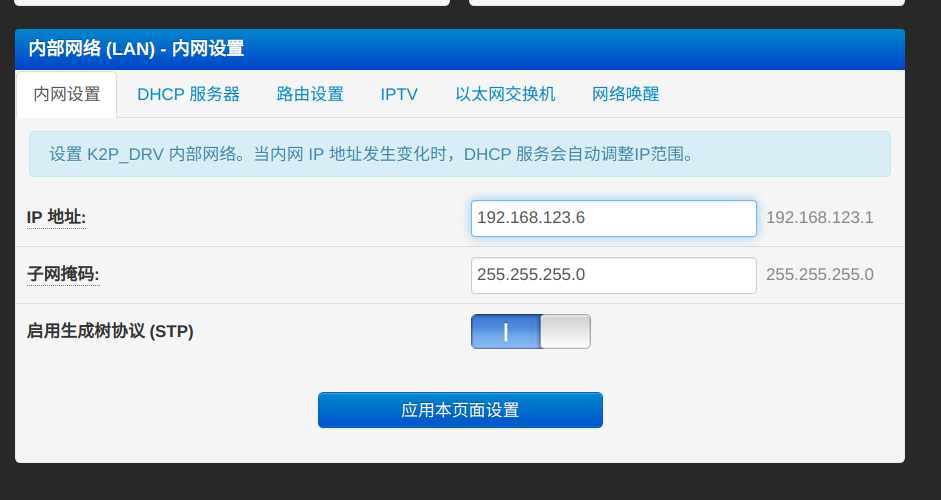 内部网络 (LAN) - 内网设置
内网设置 DHCP 服务器 路由设置 IPTV 以太网交换机 网络唤醒
设置 K2P_DRV 内部网络。当内网 IP 地址发生变化时，DHCP 服务会自动调整IP范围。
IP 地址: 192.168.123.6 192.168.123.1
子网掩码: 255.255.255.0 255.255.255.0
启用生成树协议 (STP)
应用本页面设置